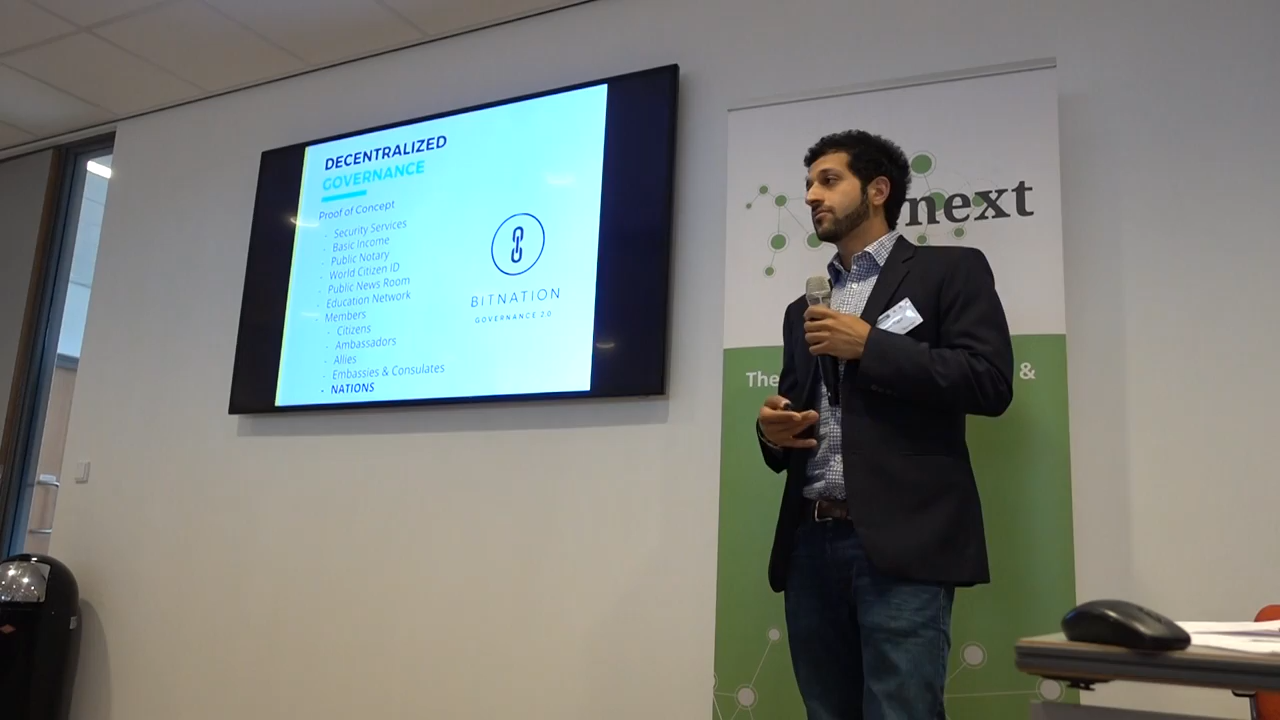 DECENTRALIZED
GOVERNANCE
Proof of Concept
- Security Services
- Basic Income
- Public Notary
- World Citizen ID
- Public News Room
- Education Network
- Members
- Citizens
- Ambassadors
- Allies
- Embassies & Consulates
- NATIONS
BITNATION
GOVERNANCE 2.0
next
The
&